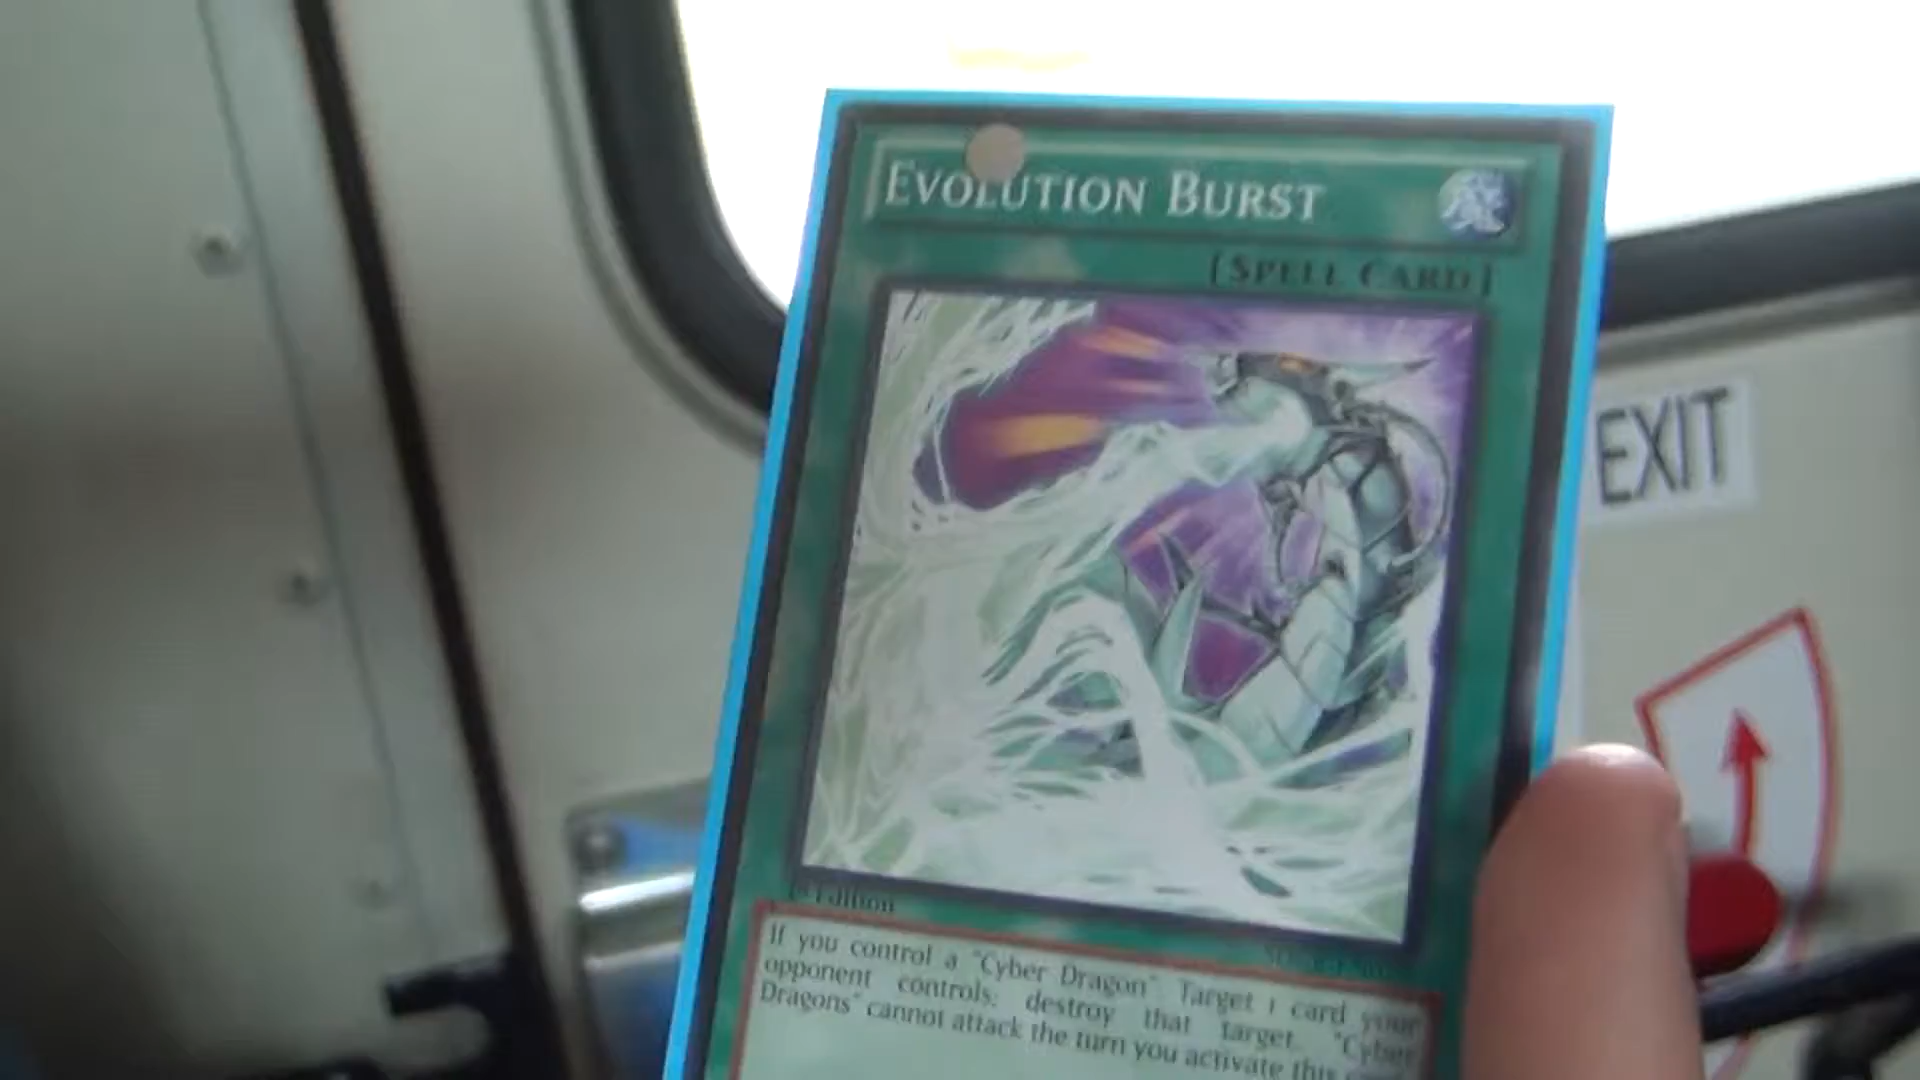 EVOLUTION BURST
[SPELL CARD]
EXIT
1st Edition
If you control a "Cyber Dragon": Target 1 card your
opponent controls; destroy that target. "Cyber
Dragons" cannot attack the turn you activate this